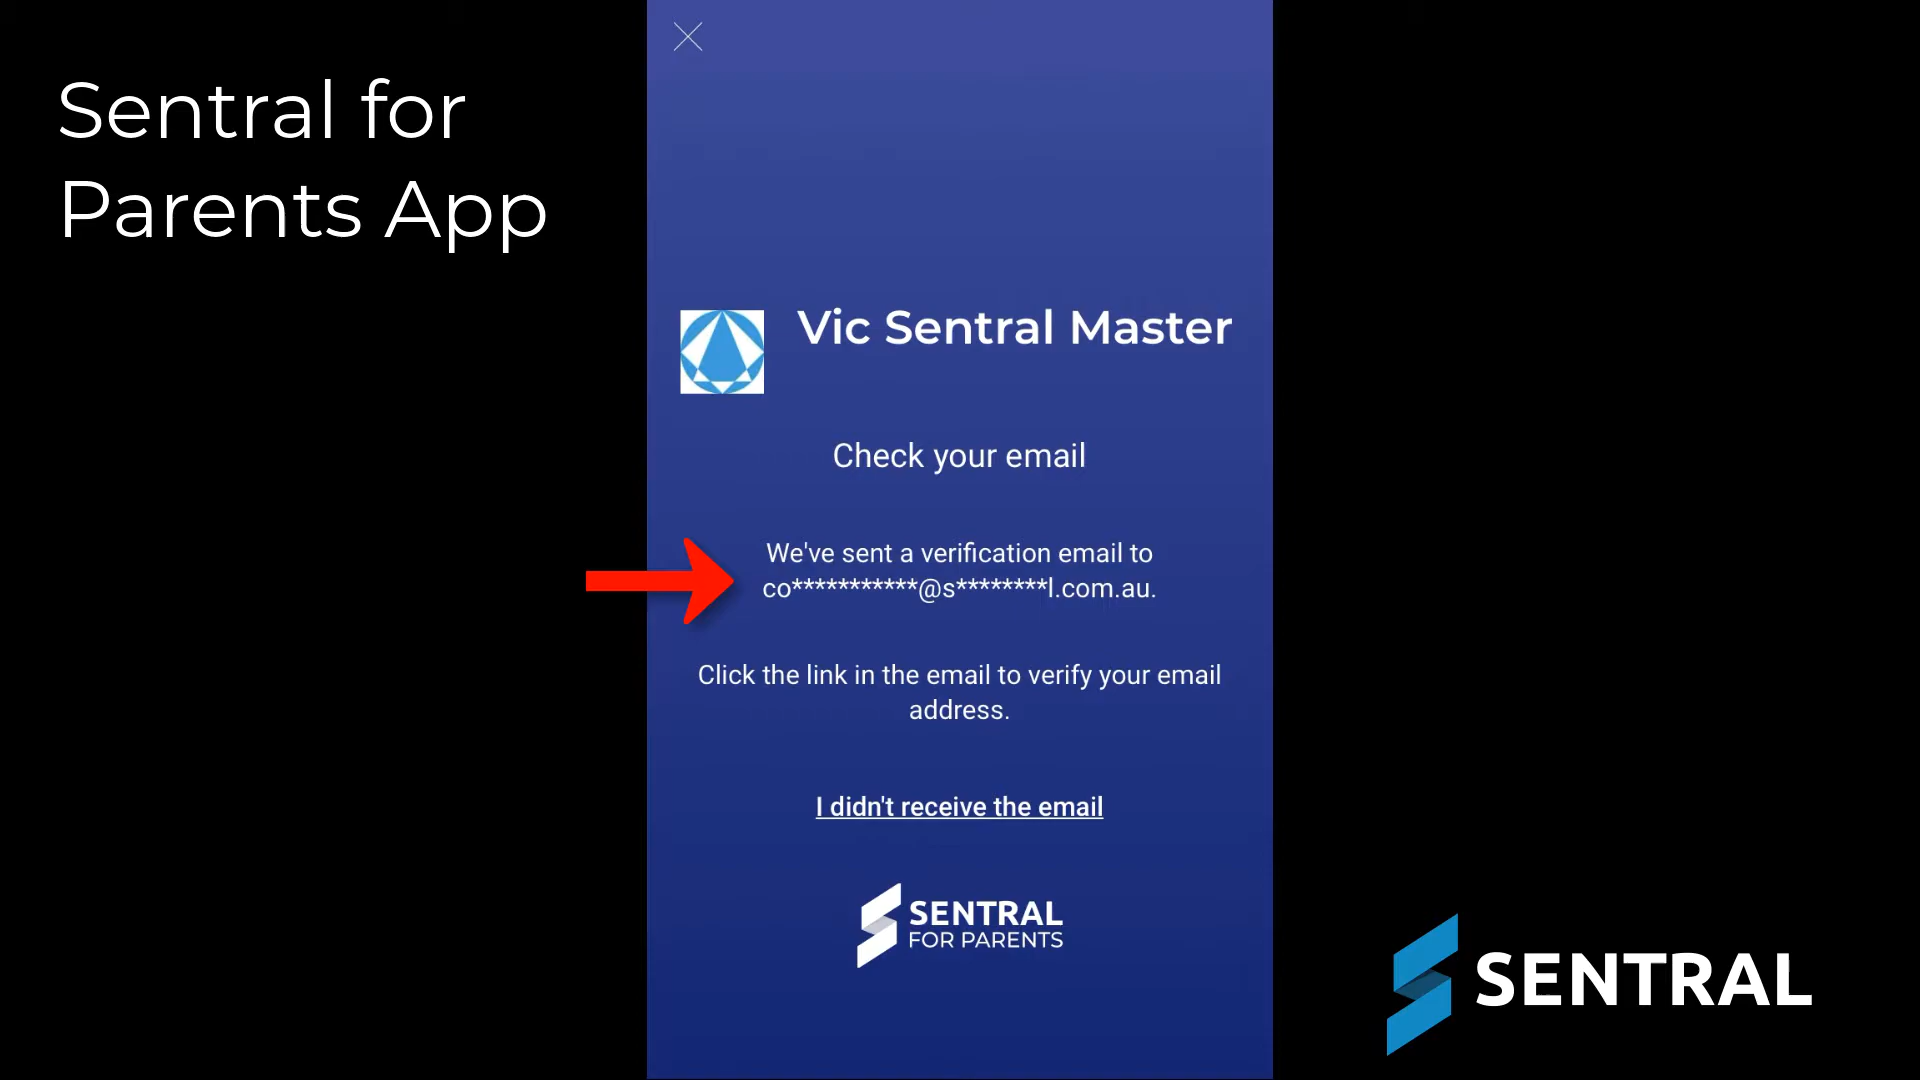 Sentral for
Parents App
Vic Sentral Master
Check your email
We've sent a verification email to
co***********@s********l.com.au.
Click the link in the email to verify your email
address.
I didn't receive the email
SENTRAL
FOR PARENTS
SENTRAL